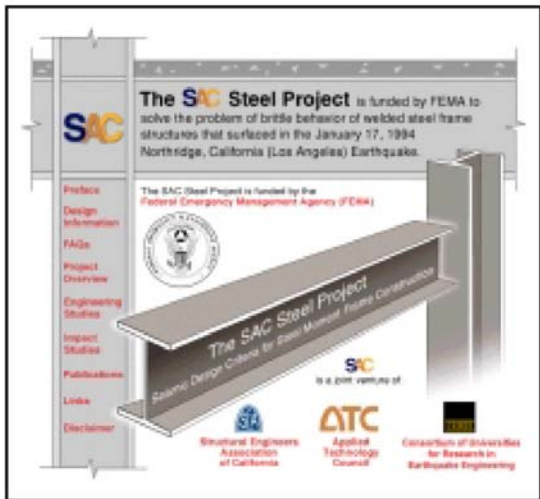 The SAC Steel Project is funded by FEMA to
solve the problem of brittle behavior of welded steel frame
structures that surfaced in the January 17, 1994
Northridge, California (Los Angeles) Earthquake.
SAC
Preface
Design
Information
FAQs
Project
Overview
Engineering
Studies
Impact
Studies
Publications
Links
Disclaimer
The SAC Steel Project is funded by the
Federal Emergency Management Agency (FEMA)
The SAC Steel Project
Seismic Design Criteria for Steel Moment Frame Construction
SAC
is a joint venture of:
Structural Engineers
Association
of California
ATC
Applied
Technology
Council
Consortium of Universities
for Research in
Earthquake Engineering